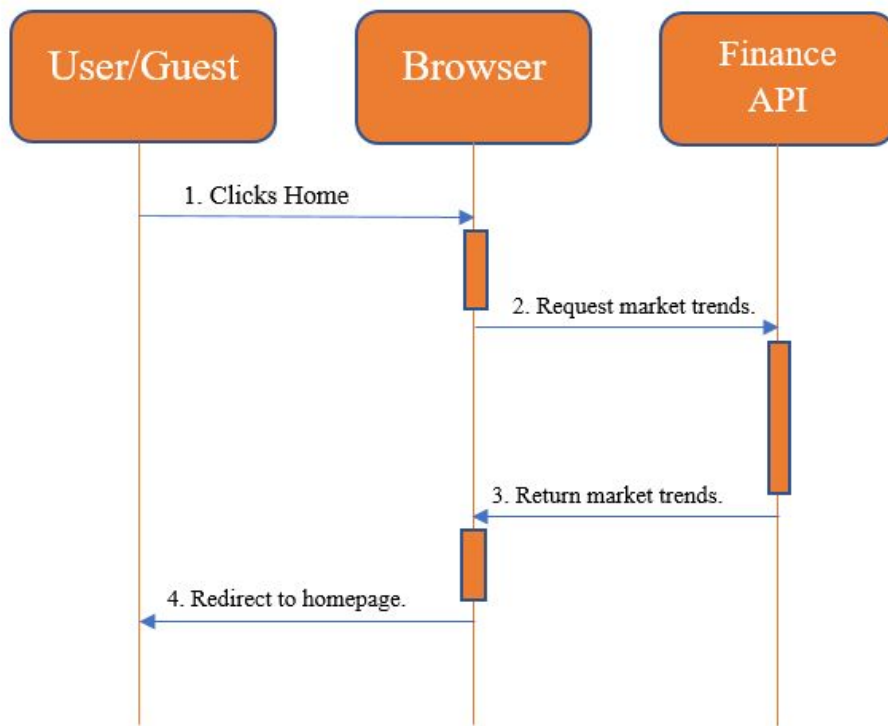 User/Guest
Browser
Finance
API
1. Clicks Home
2. Request market trends.
3. Return market trends.
4. Redirect to homepage.